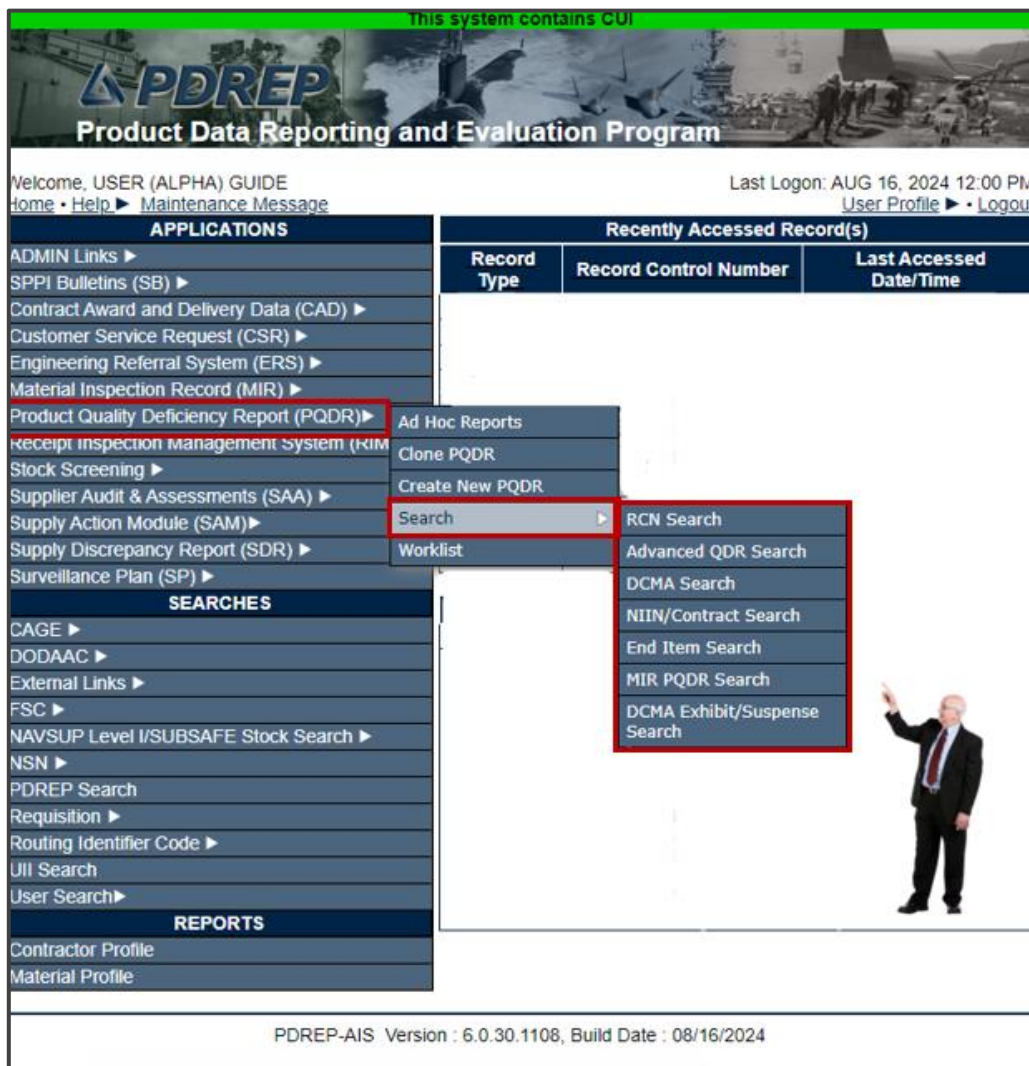 This system contains CUI
PDREP
Product Data Reporting and Evaluation Program
Welcome, USER (ALPHA) GUIDE
Last Logon: AUG 16, 2024 12:00 PM
Home • Help ▶ Maintenance Message
User Profile ▶ • Logou
APPLICATIONS
ADMIN Links ▶
SPPI Bulletins (SB) ▶
Contract Award and Delivery Data (CAD) ▶
Customer Service Request (CSR) ▶
Engineering Referral System (ERS) ▶
Material Inspection Record (MIR) ▶
Product Quality Deficiency Report (PQDR)▶
Receipt Inspection Management System (RIM
Stock Screening ▶
Supplier Audit & Assessments (SAA) ▶
Supply Action Module (SAM)▶
Supply Discrepancy Report (SDR) ▶
Surveillance Plan (SP) ▶
SEARCHES
CAGE ▶
DODAAC ▶
External Links ▶
FSC ▶
NAVSUP Level I/SUBSAFE Stock Search ▶
NSN ▶
PDREP Search
Requisition ▶
Routing Identifier Code ▶
UII Search
User Search▶
REPORTS
Contractor Profile
Material Profile
Recently Accessed Record(s)
Record
Type
Record Control Number
Last Accessed
Date/Time
Ad Hoc Reports
Clone PQDR
Create New PQDR
Search
Worklist
RCN Search
Advanced QDR Search
DCMA Search
NIIN/Contract Search
End Item Search
MIR PQDR Search
DCMA Exhibit/Suspense
Search
PDREP-AIS Version : 6.0.30.1108, Build Date : 08/16/2024